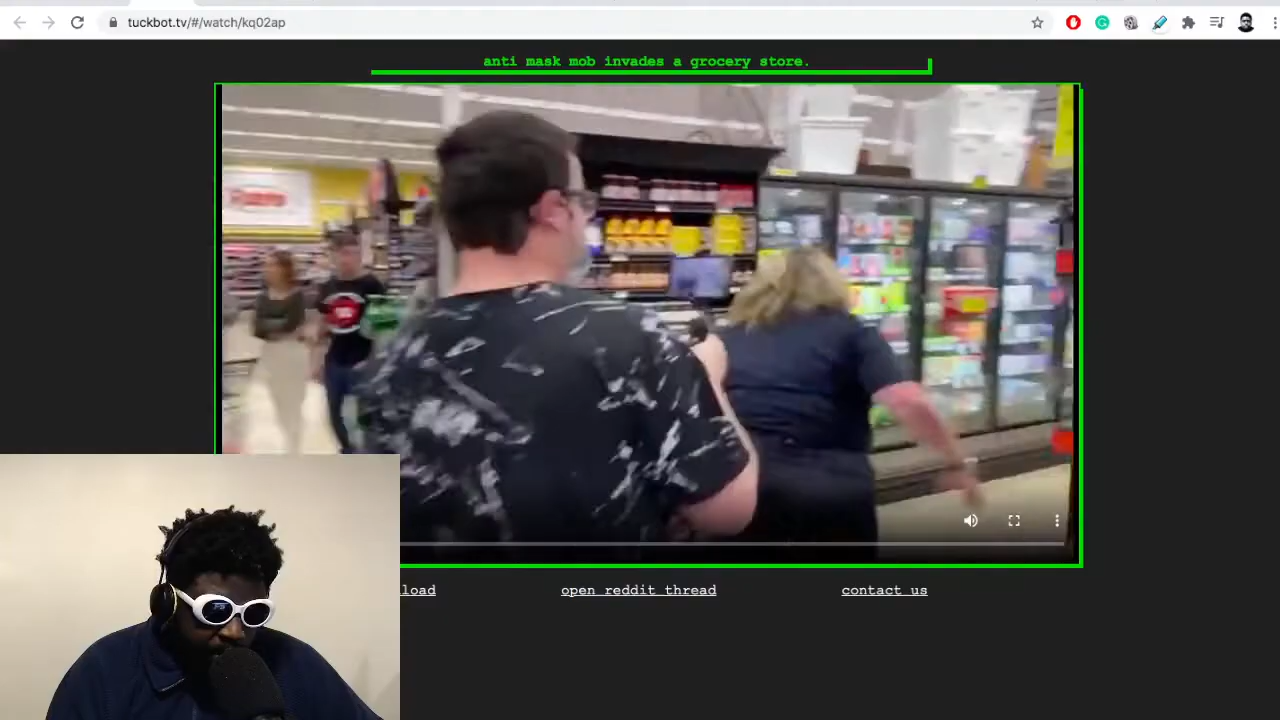 tuckbot.tv/#/watch/kq02ap
anti mask mob invades a grocery store.
load
open reddit thread
contact us